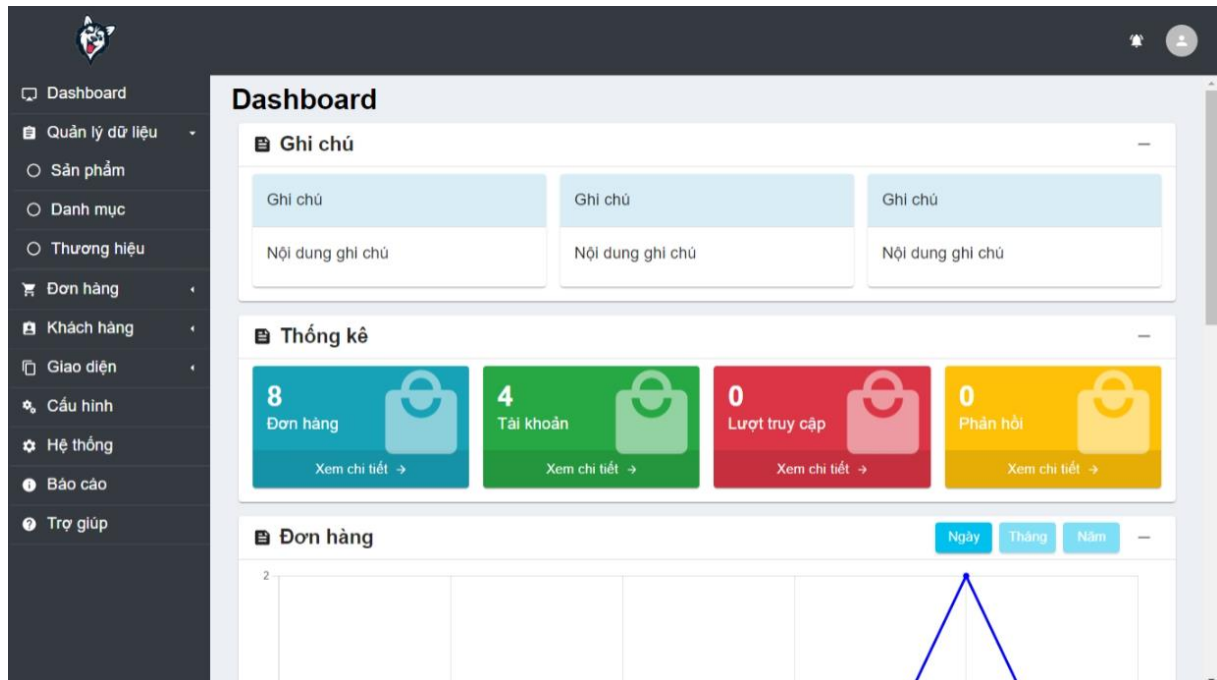 Dashboard
Quản lý dữ liệu
Sản phẩm
Danh mục
Thương hiệu
Đơn hàng
Khách hàng
Giao diện
Cấu hình
Hệ thống
Báo cáo
Trợ giúp
Dashboard
Ghi chú
Ghi chú
Ghi chú
Ghi chú
Nội dung ghi chú
Nội dung ghi chú
Nội dung ghi chú
Thống kê
8
Đơn hàng
Xem chi tiết →
4
Tài khoản
Xem chi tiết →
0
Lượt truy cập
Xem chi tiết →
0
Phản hồi
Xem chi tiết →
Đơn hàng
Ngày Tháng Năm
2